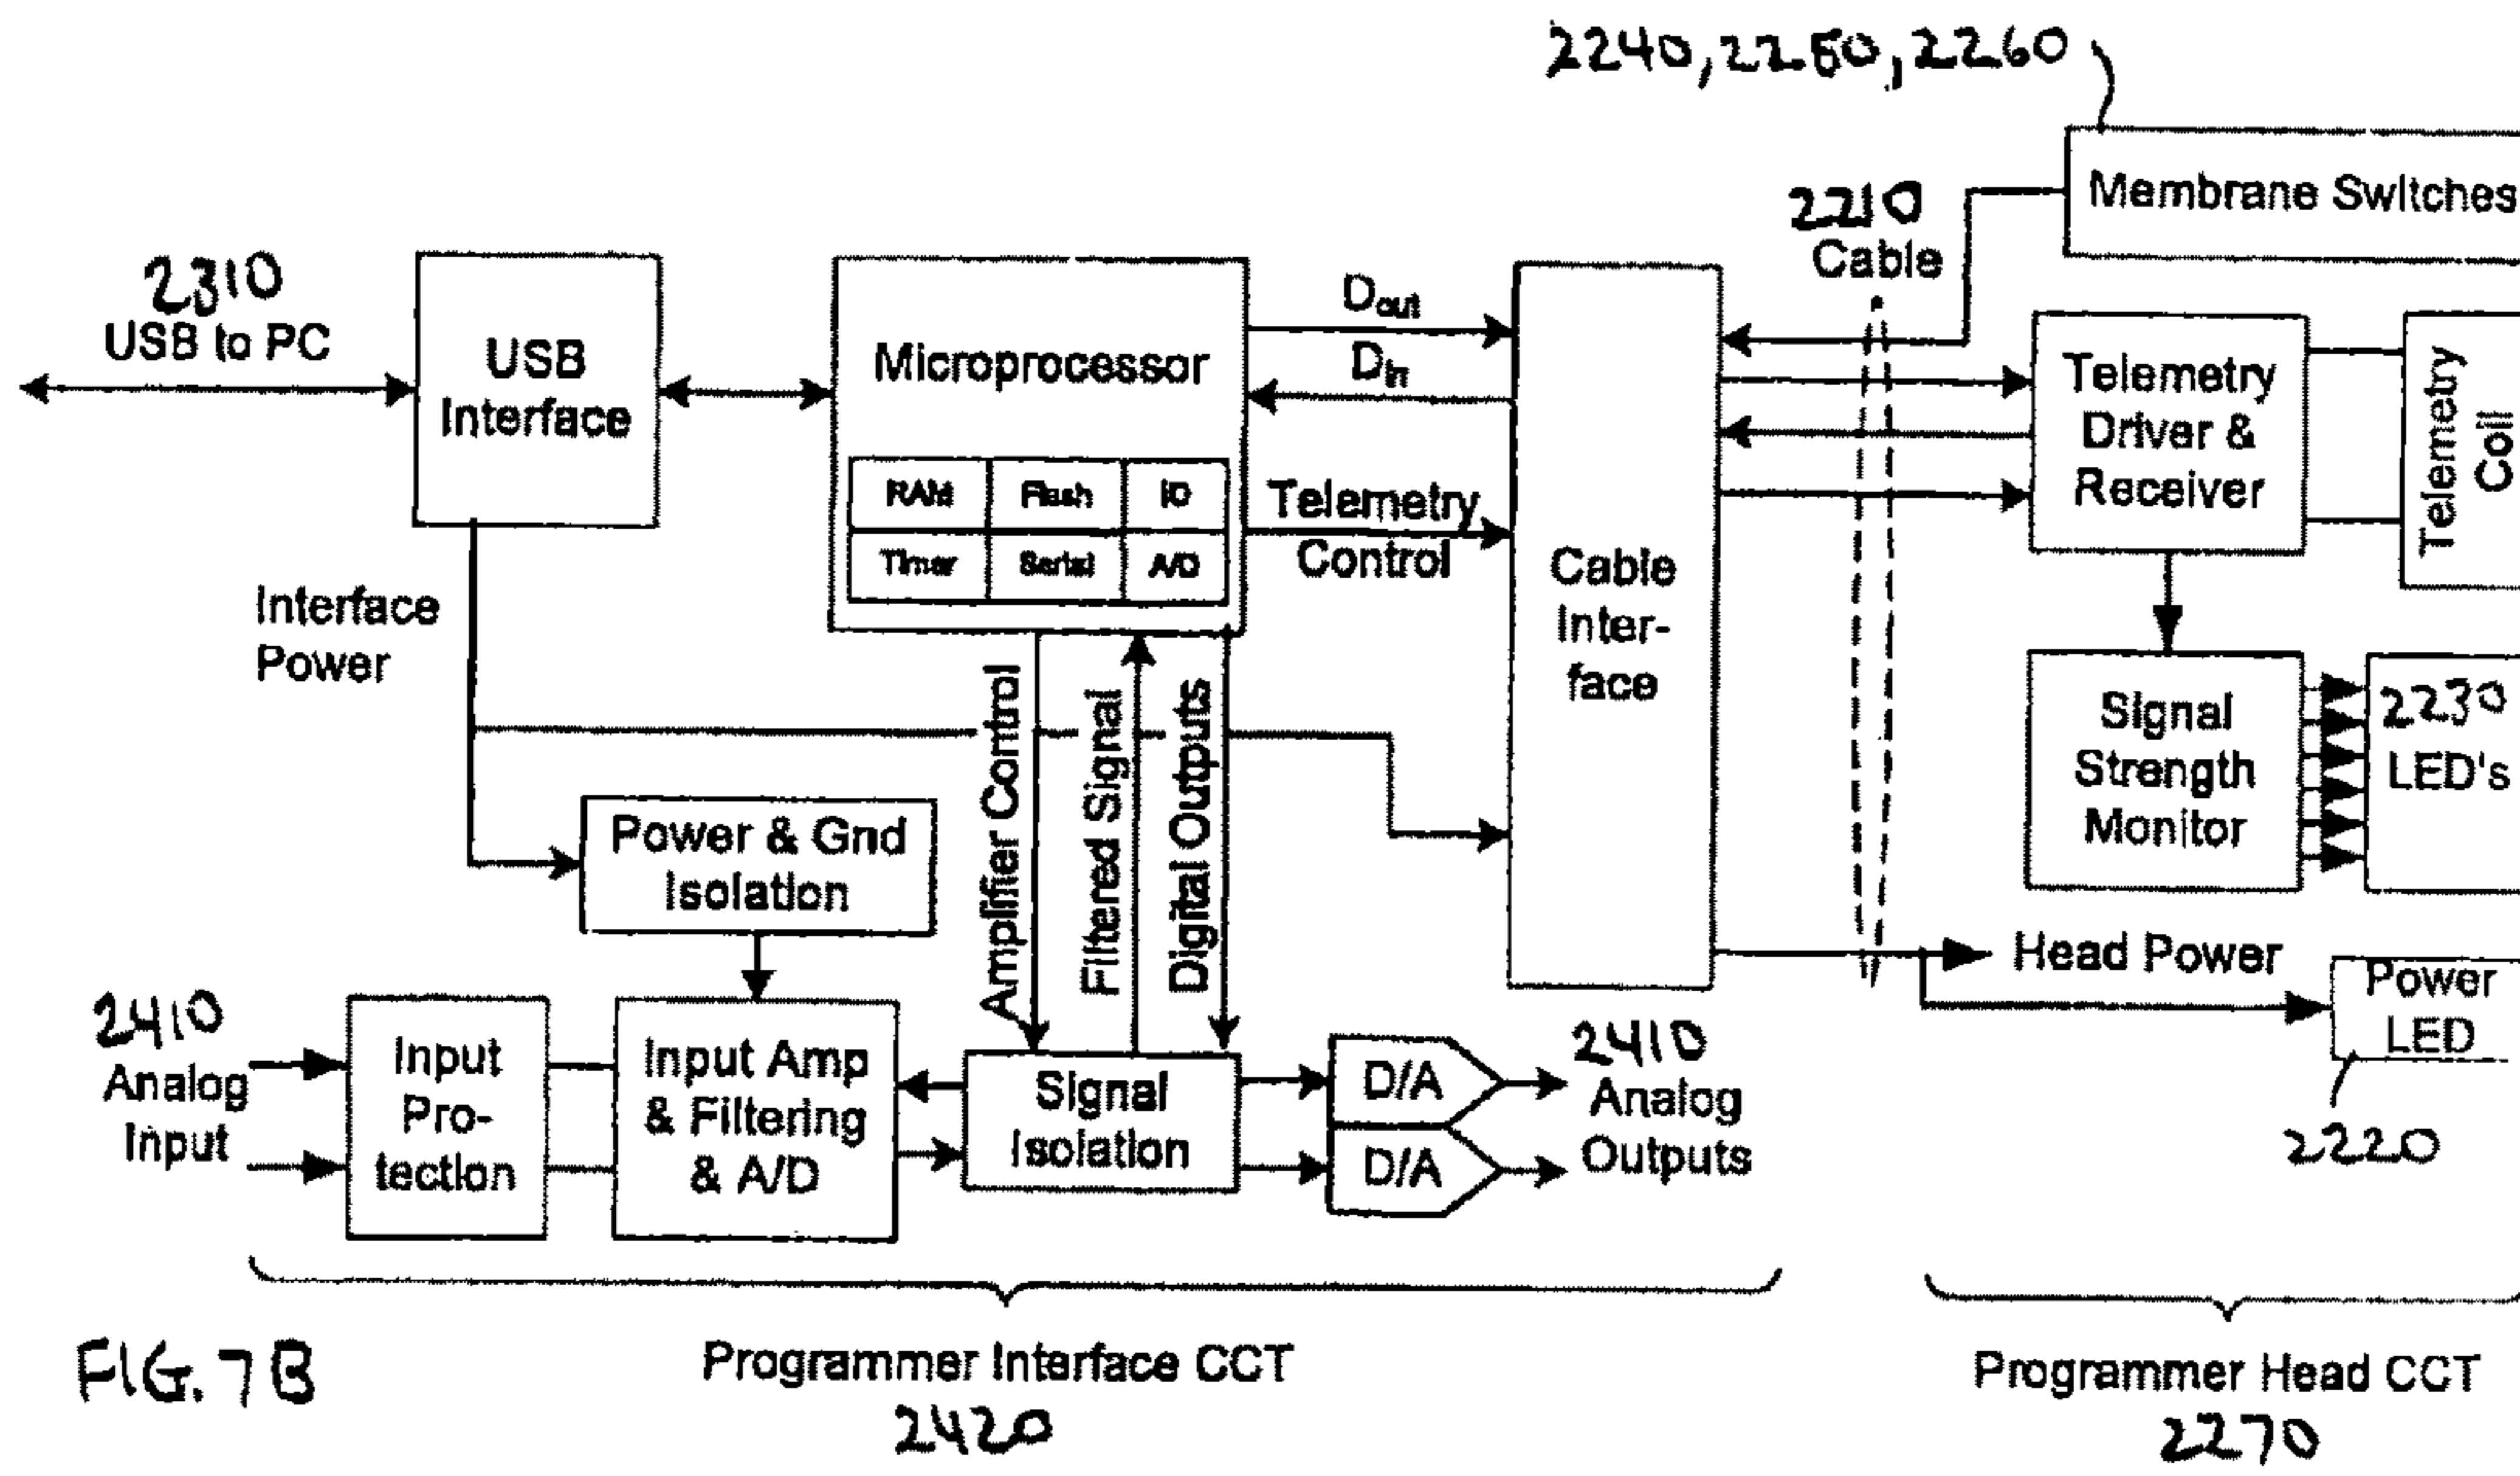 2240, 2250, 2260
Membrane Switches
2210
Cable
2310
USB to PC
USB
Interface
Microprocessor
RAM Flash I/O
Timer Serial A/D
Dout
Din
Telemetry
Control
Cable
Inter-
face
Telemetry
Driver &
Receiver
Telemetry
Coil
Interface
Power
Amplifier Control
Filtered Signal
Digital Outputs
Signal
Strength
Monitor
2230
LED's
Power & Gnd
Isolation
Head Power
Power
LED
2220
2410
Analog
Input
Input
Pro-
tection
Input Amp
& Filtering
& A/D
Signal
Isolation
D/A
D/A
2410
Analog
Outputs
Programmer Interface CCT
2420
Programmer Head CCT
2270
FIG. 7B